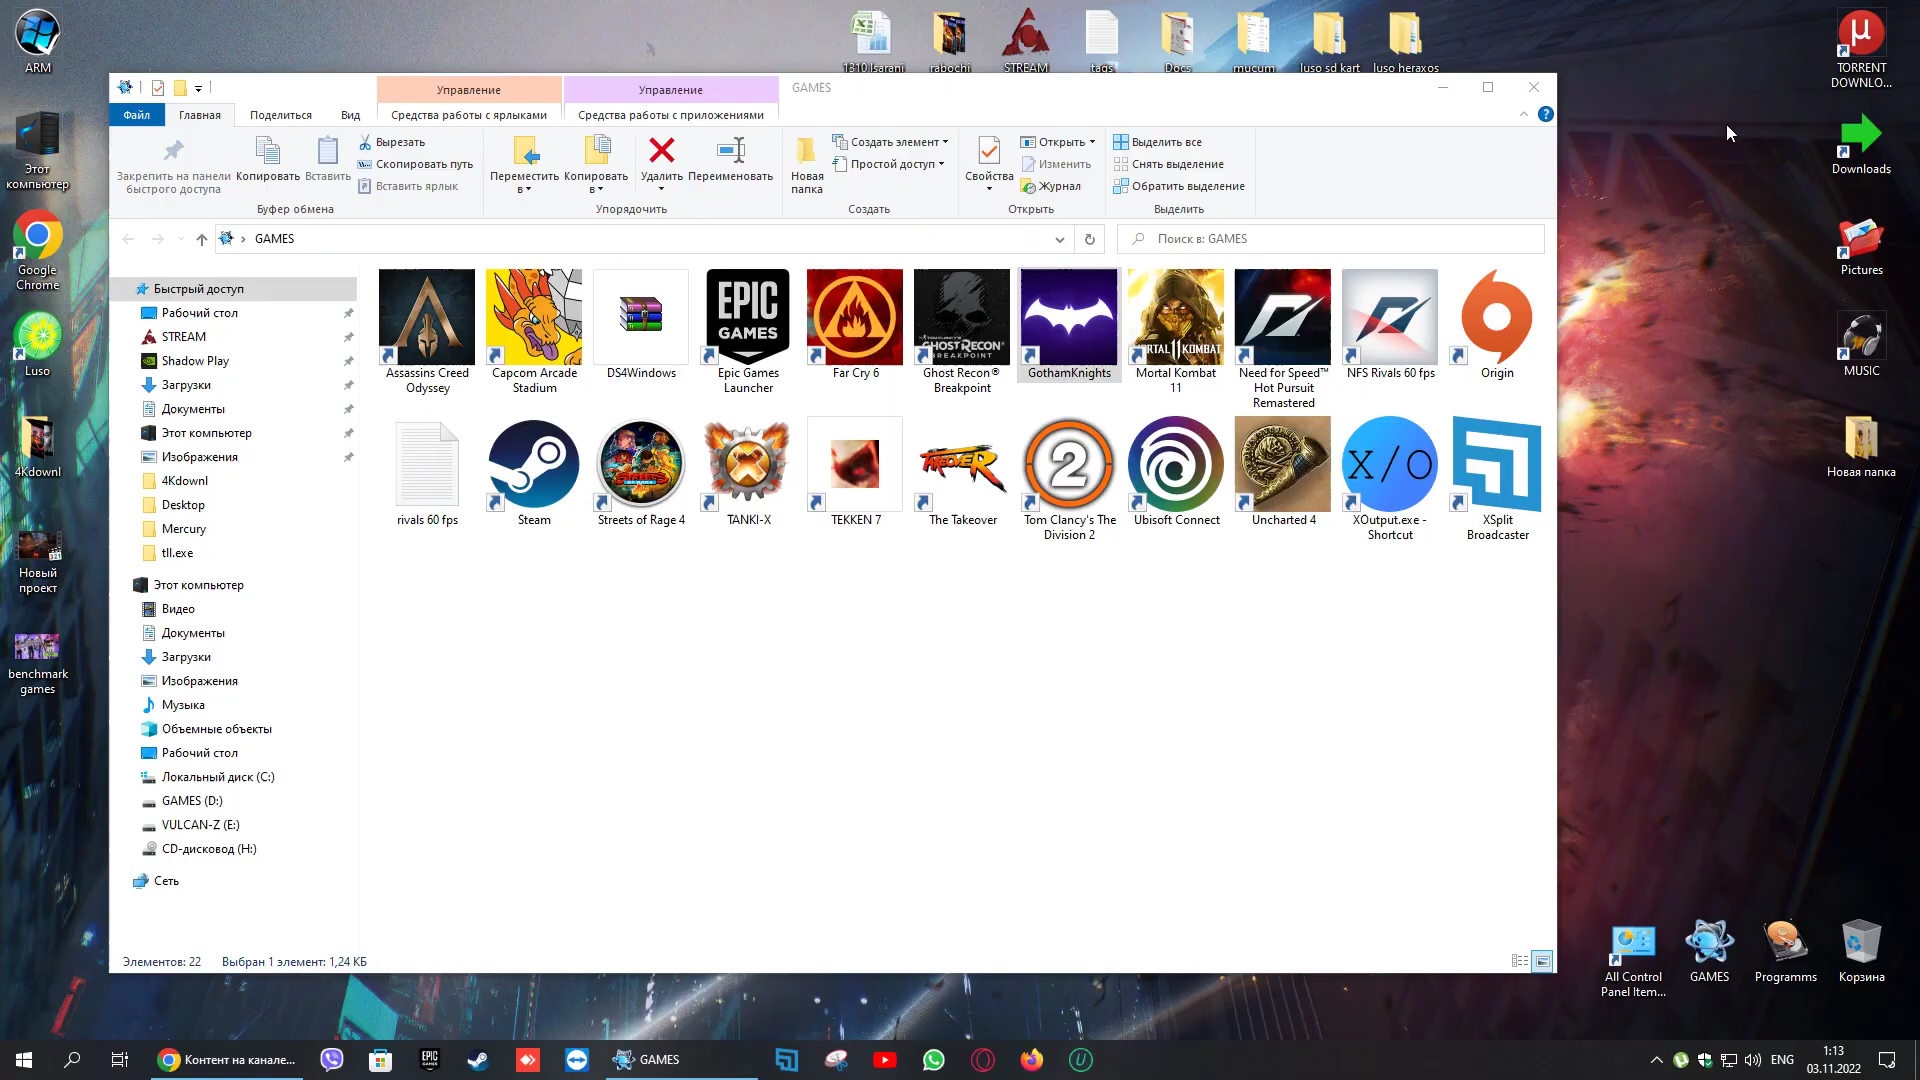 ARM
1310 Isarani
rabochi
STREAM
tags
Docs
mucum
luso sd kart
luso heraxos
TORRENT
DOWNLO...
Управление
Управление
GAMES
Файл
Главная
Поделиться
Вид
Средства работы с ярлыками
Средства работы с приложениями
Закрепить на панели
быстрого доступа
Копировать
Вставить
Вырезать
Скопировать путь
Вставить ярлык
Буфер обмена
Переместить
в
Копировать
в
Удалить
Переименовать
Упорядочить
Новая
папка
Создать элемент
Простой доступ
Создать
Свойства
Открыть
Изменить
Журнал
Открыть
Выделить все
Снять выделение
Обратить выделение
Выделить
GAMES
Поиск в: GAMES
Этот
компьютер
Google
Chrome
Luso
4Kdownl
Новый
проект
benchmark
games
Быстрый доступ
Рабочий стол
STREAM
Shadow Play
Загрузки
Документы
Этот компьютер
Изображения
4Kdownl
Desktop
Mercury
tll.exe
Этот компьютер
Видео
Документы
Загрузки
Изображения
Музыка
Объемные объекты
Рабочий стол
Локальный диск (C:)
GAMES (D:)
VULCAN-Z (E:)
CD-дисковод (H:)
Сеть
EPIC
GAMES
GHOST RECON
BREAKPOINT
RTAL 11 KOMBAT
Assassins Creed
Odyssey
Capcom Arcade
Stadium
DS4Windows
Epic Games
Launcher
Far Cry 6
Ghost Recon®
Breakpoint
GothamKnights
Mortal Kombat
11
Need for Speed™
Hot Pursuit
Remastered
NFS Rivals 60 fps
Origin
TAKEOVER
2
X/O
rivals 60 fps
Steam
Streets of Rage 4
TANKI-X
TEKKEN 7
The Takeover
Tom Clancy's The
Division 2
Ubisoft Connect
Uncharted 4
XOutput.exe -
Shortcut
XSplit
Broadcaster
Элементов: 22
Выбран 1 элемент: 1,24 КБ
Downloads
Pictures
MUSIC
Новая папка
All Control
Panel Item...
GAMES
Programms
Корзина
Контент на канале...
EPIC
GAMES
GAMES
ENG
1:13
03.11.2022